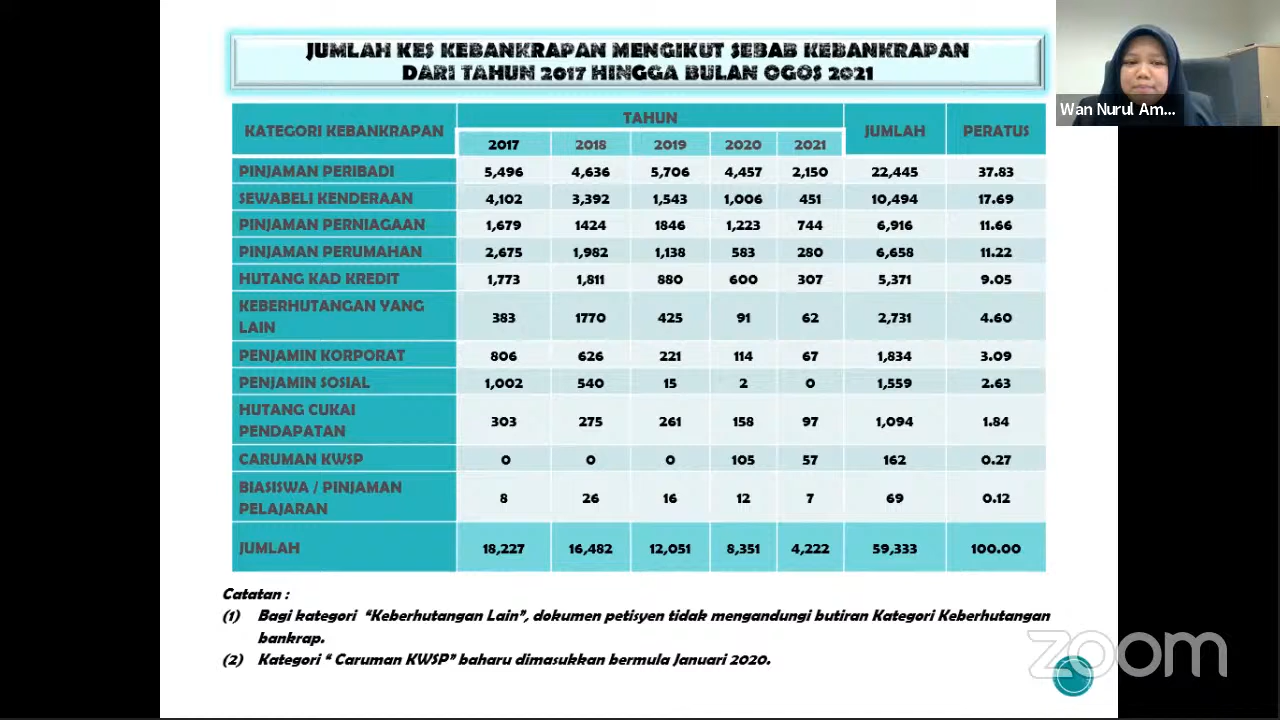 JUMLAH KES KEBANKRAPAN MENGIKUT SEBAB KEBANKRAPAN
DARI TAHUN 2017 HINGGA BULAN OGOS 2021
Wan Nurul Am...
KATEGORI KEBANKRAPAN TAHUN JUMLAH PERATUS
2017 2018 2019 2020 2021
PINJAMAN PERIBADI 5,496 4,636 5,706 4,457 2,150 22,445 37.83
SEWABELI KENDERAAN 4,102 3,392 1,543 1,006 451 10,494 17.69
PINJAMAN PERNIAGAAN 1,679 1424 1846 1,223 744 6,916 11.66
PINJAMAN PERUMAHAN 2,675 1,982 1,138 583 280 6,658 11.22
HUTANG KAD KREDIT 1,773 1,811 880 600 307 5,371 9.05
KEBERHUTANGAN YANG
LAIN 383 1770 425 91 62 2,731 4.60
PENJAMIN KORPORAT 806 626 221 114 67 1,834 3.09
PENJAMIN SOSIAL 1,002 540 15 2 0 1,559 2.63
HUTANG CUKAI
PENDAPATAN 303 275 261 158 97 1,094 1.84
CARUMAN KWSP 0 0 0 105 57 162 0.27
BIASISWA / PINJAMAN
PELAJARAN 8 26 16 12 7 69 0.12
JUMLAH 18,227 16,482 12,051 8,351 4,222 59,333 100.00
Catatan :
(1) Bagi kategori "Keberhutangan Lain", dokumen petisyen tidak mengandungi butiran Kategori Keberhutangan
bankrap.
(2) Kategori " Caruman KWSP" baharu dimasukkan bermula Januari 2020.
zoom